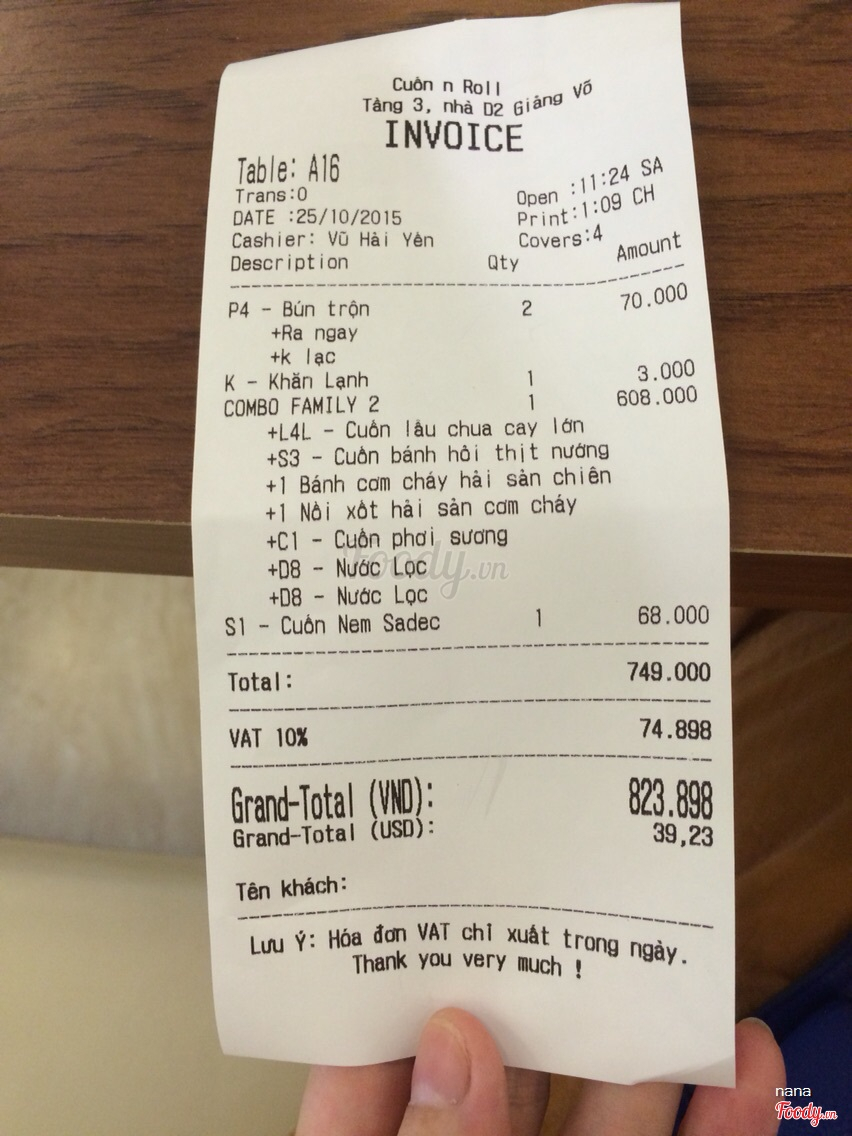 Cuốn n Roll
Tầng 3, nhà D2 Giảng Võ
INVOICE
Table: A16
Trans:0
Open :11:24 SA
DATE :25/10/2015
Print:1:09 CH
Cashier: Vũ Hải Yên
Covers:4
Description Qty Amount
P4 - Bún trộn 2 70.000
+Ra ngay
+k lạc
K - Khăn Lạnh 1 3.000
COMBO FAMILY 2 1 608.000
+L4L - Cuốn lẩu chua cay lớn
+S3 - Cuốn bánh hỏi thịt nướng
+1 Bánh cơm cháy hải sản chiên
+1 Nồi xốt hải sản cơm cháy
+C1 - Cuốn phơi sương
+D8 - Nước Lọc
+D8 - Nước Lọc
S1 - Cuốn Nem Sadec 1 68.000
Total: 749.000
VAT 10% 74.898
Grand-Total (VND): 823.898
Grand-Total (USD): 39,23
Tên khách:
Lưu Ý: Hóa đơn VAT chỉ xuất trong ngày.
Thank you very much !
Foody.vn
nana
Foody.vn